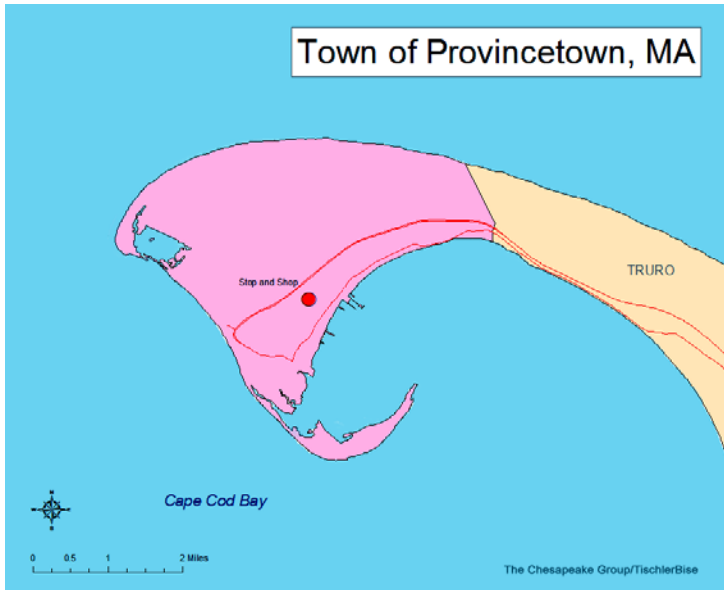 Town of Provincetown, MA
TRURO
Stop and Shop
Cape Cod Bay
N
W E
S
0 0.5 1 2 Miles
The Chesapeake Group/TischlerBise